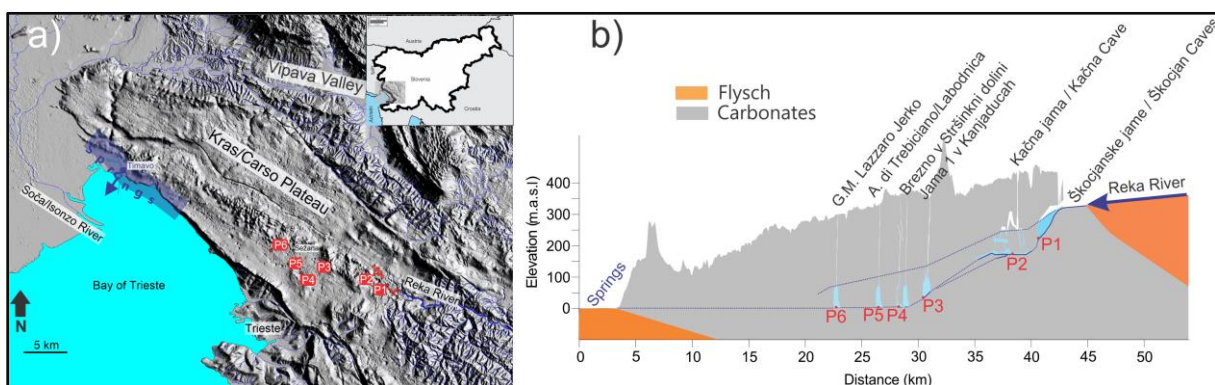 a)
Vipava Valley
Austria
Slovenia
Croatia
Kras/Carso Plateau
Timavo
springs
Soča/Isonzo River
Bay of Trieste
Trieste
Reka River
P6
P5
P4
P3
P2
P1
N
5 km
b)
Flysch
Carbonates
G.M. Lazzaro Jerko
A. di Trebiciano/Labodnica
Brezno v Stršinkni dolini
Jama 1 v Kanjaducah
Kačna jama / Kačna Cave
Škocjanske jame / Škocjan Caves
Reka River
Springs
P1
P2
P3
P4
P5
P6
Elevation (m.a.s.l)
400
300
200
100
0
-100
0 5 10 15 20 25 30 35 40 45 50
Distance (km)